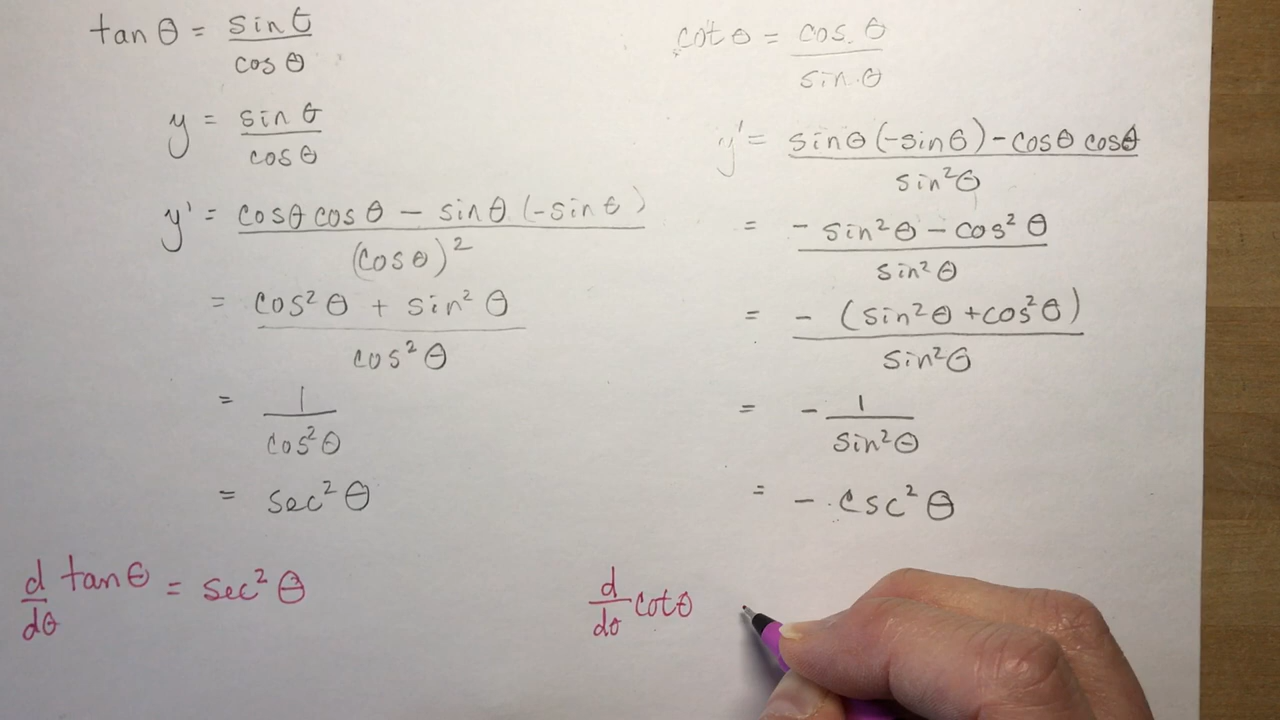 tan θ = sin t / cos θ
y = sin θ / cos θ
y' = cosθ cos θ - sin θ (-sin θ) / (cos θ)²
= cos² θ + sin² θ / cos² θ
= 1 / cos² θ
= sec² θ
d/dθ tan θ = sec² θ
cot θ = cos θ / sin θ
y' = sin θ (-sin θ) - cos θ cos θ / sin² θ
= - sin² θ - cos² θ / sin² θ
= - (sin² θ + cos² θ) / sin² θ
= - 1 / sin² θ
= - csc² θ
d/dθ cot θ